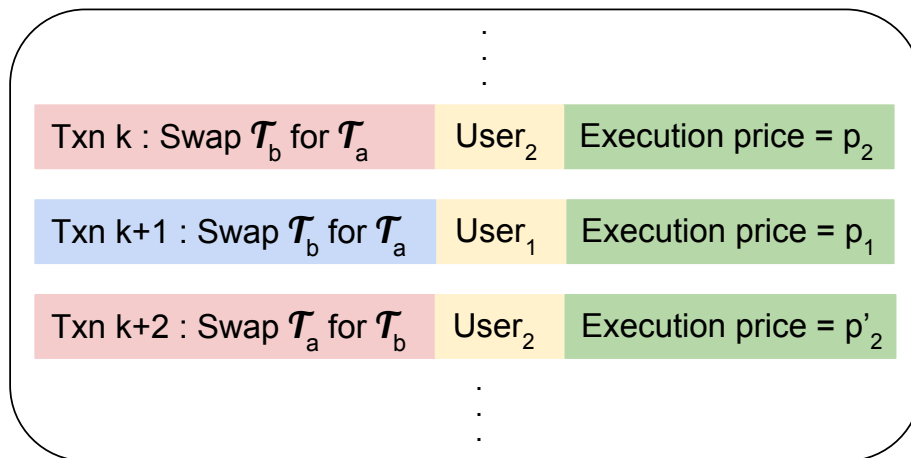 .
.
.
Txn k : Swap 𝓣b for 𝓣a User2 Execution price = p2
Txn k+1 : Swap 𝓣b for 𝓣a User1 Execution price = p1
Txn k+2 : Swap 𝓣a for 𝓣b User2 Execution price = p'2
.
.
.